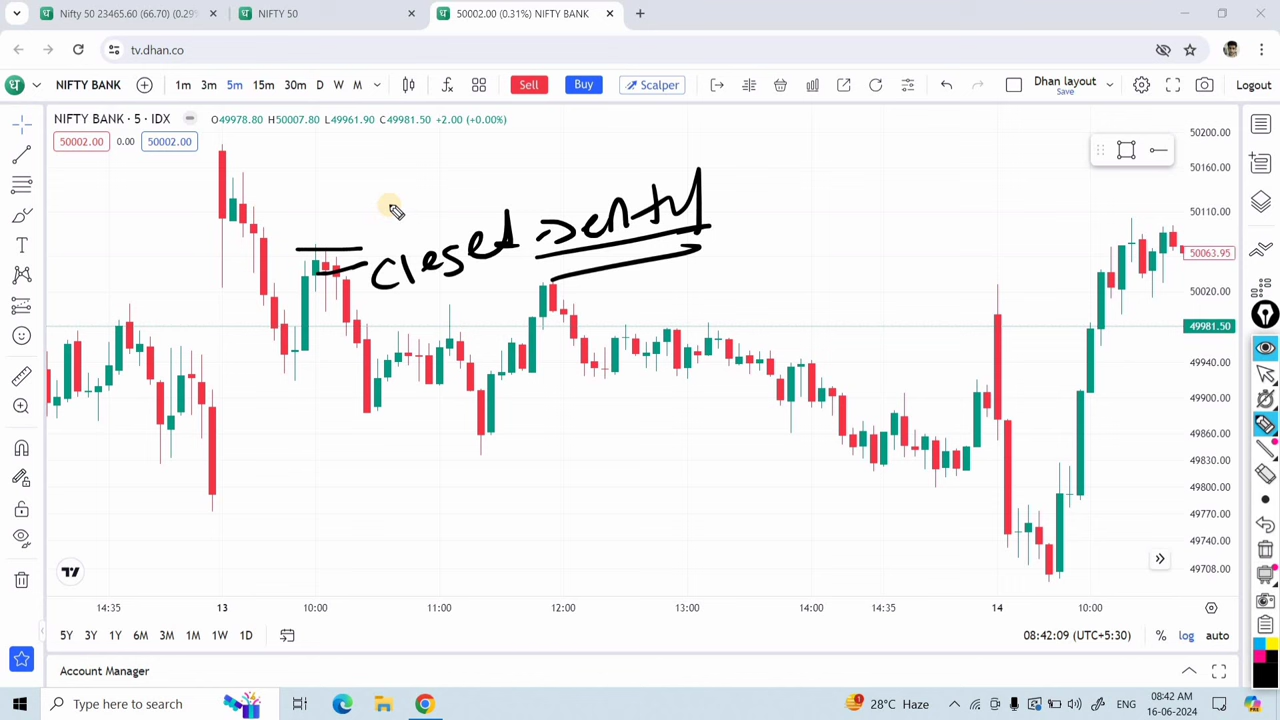 Nifty 50 23465.60 (66.70) (0.29%
NIFTY 50
50002.00 (0.31%) NIFTY BANK
tv.dhan.co
NIFTY BANK 1m 3m 5m 15m 30m D W M Sell Buy Scalper Dhan layout Save Logout
NIFTY BANK · 5 · IDX O49978.80 H50007.80 L49961.90 C49981.50 +2.00 (+0.00%)
50002.00 0.00 50002.00
closed
50200.00
50160.00
50110.00
50063.95
50020.00
49981.50
49940.00
49900.00
49860.00
49830.00
49800.00
49770.00
49740.00
49708.00
14:35 13 10:00 11:00 12:00 13:00 14:00 14:35 14 10:00
5Y 3Y 1Y 6M 3M 1M 1W 1D 08:42:09 (UTC+5:30) % log auto
Account Manager
Type here to search 28°C Haze ENG 08:42 AM
16-06-2024